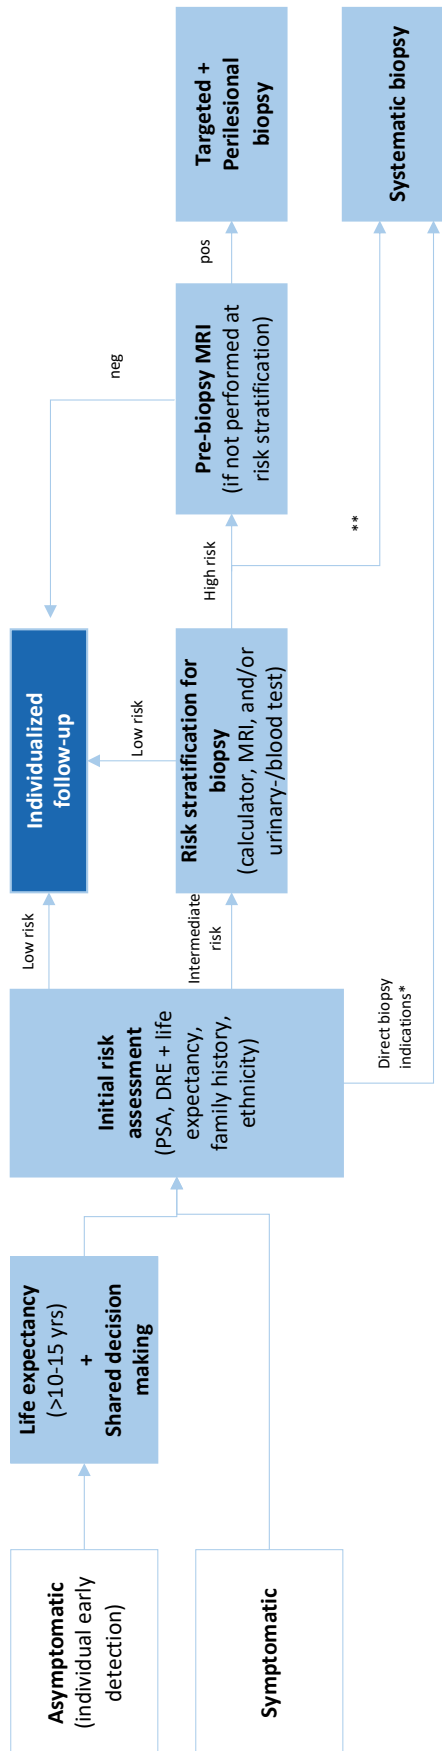 Asymptomatic
(individual early
detection)
Symptomatic
Life expectancy
(>10-15 yrs)
+
Shared decision
making
Initial risk
assessment
(PSA, DRE + life
expectancy,
family history,
ethnicity)
Low risk
Intermediate
risk
Direct biopsy
indications*
Individualized
follow-up
Low risk
Risk stratification for
biopsy
(calculator, MRI, and/or
urinary-/blood test)
High risk
**
neg
Pre-biopsy MRI
(if not performed at
risk stratification)
pos
Targeted +
Perilesional
biopsy
Systematic biopsy